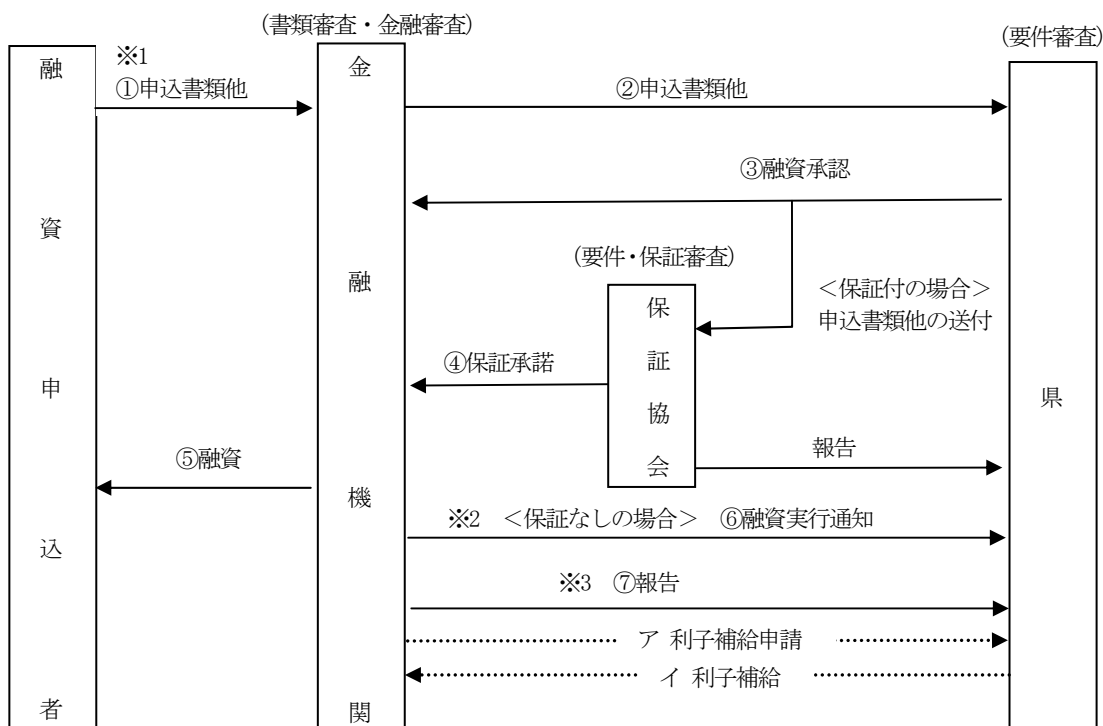 (書類審査・金融審査)
(要件審査)
※1
①申込書類他
②申込書類他
③融資承認
(要件・保証審査)
<保証付の場合>
申込書類他の送付
④保証承諾
報告
⑤融資
※2 <保証なしの場合> ⑥融資実行通知
※3 ⑦報告
ア 利子補給申請
イ 利子補給
融資申込者
金融機関
保証協会
県